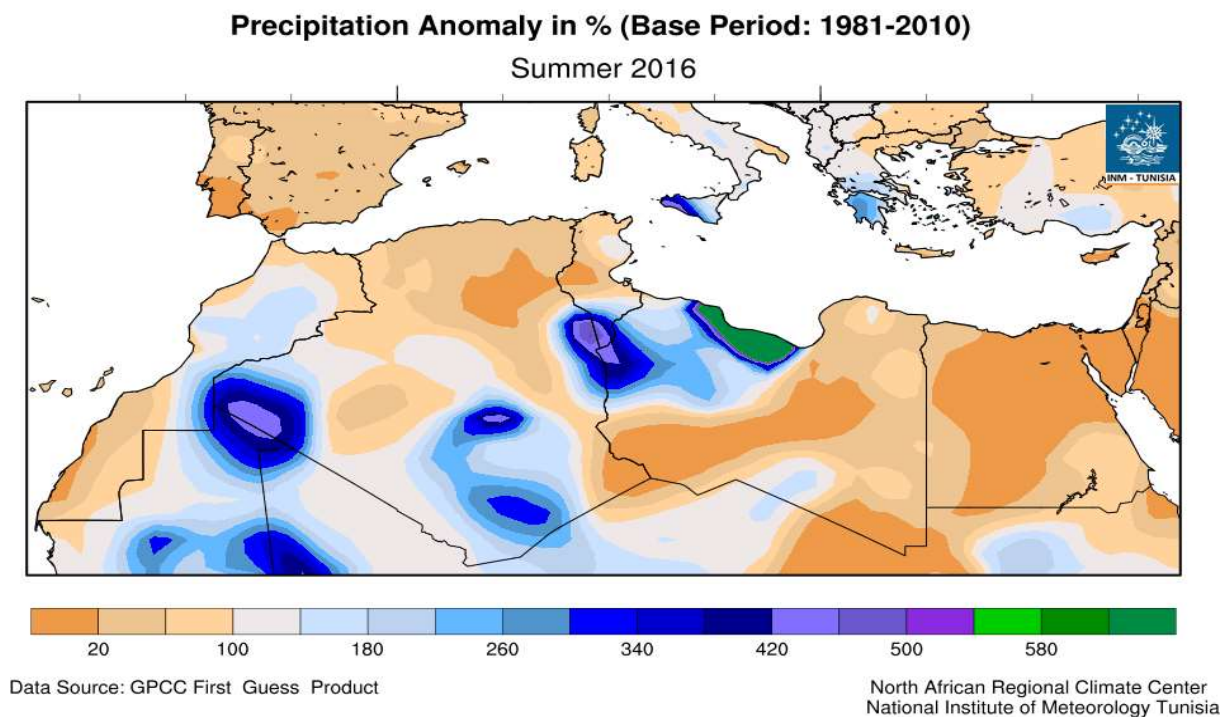 Precipitation Anomaly in % (Base Period: 1981-2010)
Summer 2016
INM - TUNISIA
20 100 180 260 340 420 500 580
Data Source: GPCC First Guess Product
North African Regional Climate Center
National Institute of Meteorology Tunisia